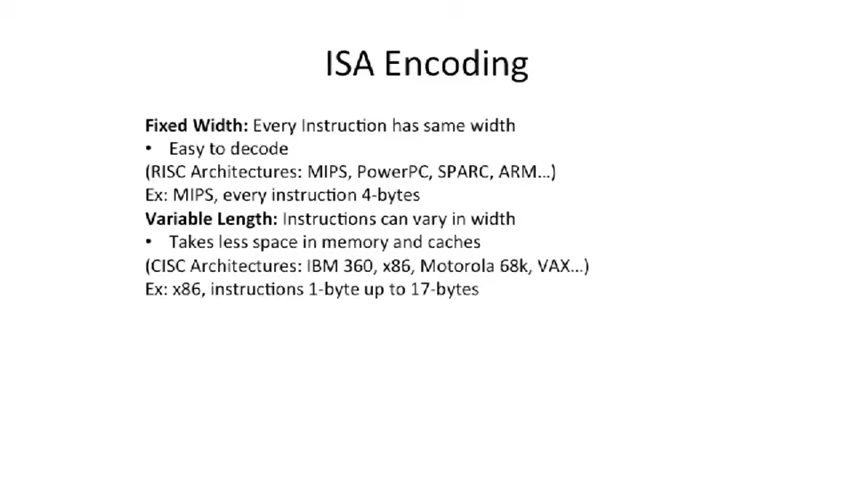 ISA Encoding
Fixed Width: Every Instruction has same width
• Easy to decode
(RISC Architectures: MIPS, PowerPC, SPARC, ARM...)
Ex: MIPS, every instruction 4-bytes
Variable Length: Instructions can vary in width
• Takes less space in memory and caches
(CISC Architectures: IBM 360, x86, Motorola 68k, VAX...)
Ex: x86, instructions 1-byte up to 17-bytes